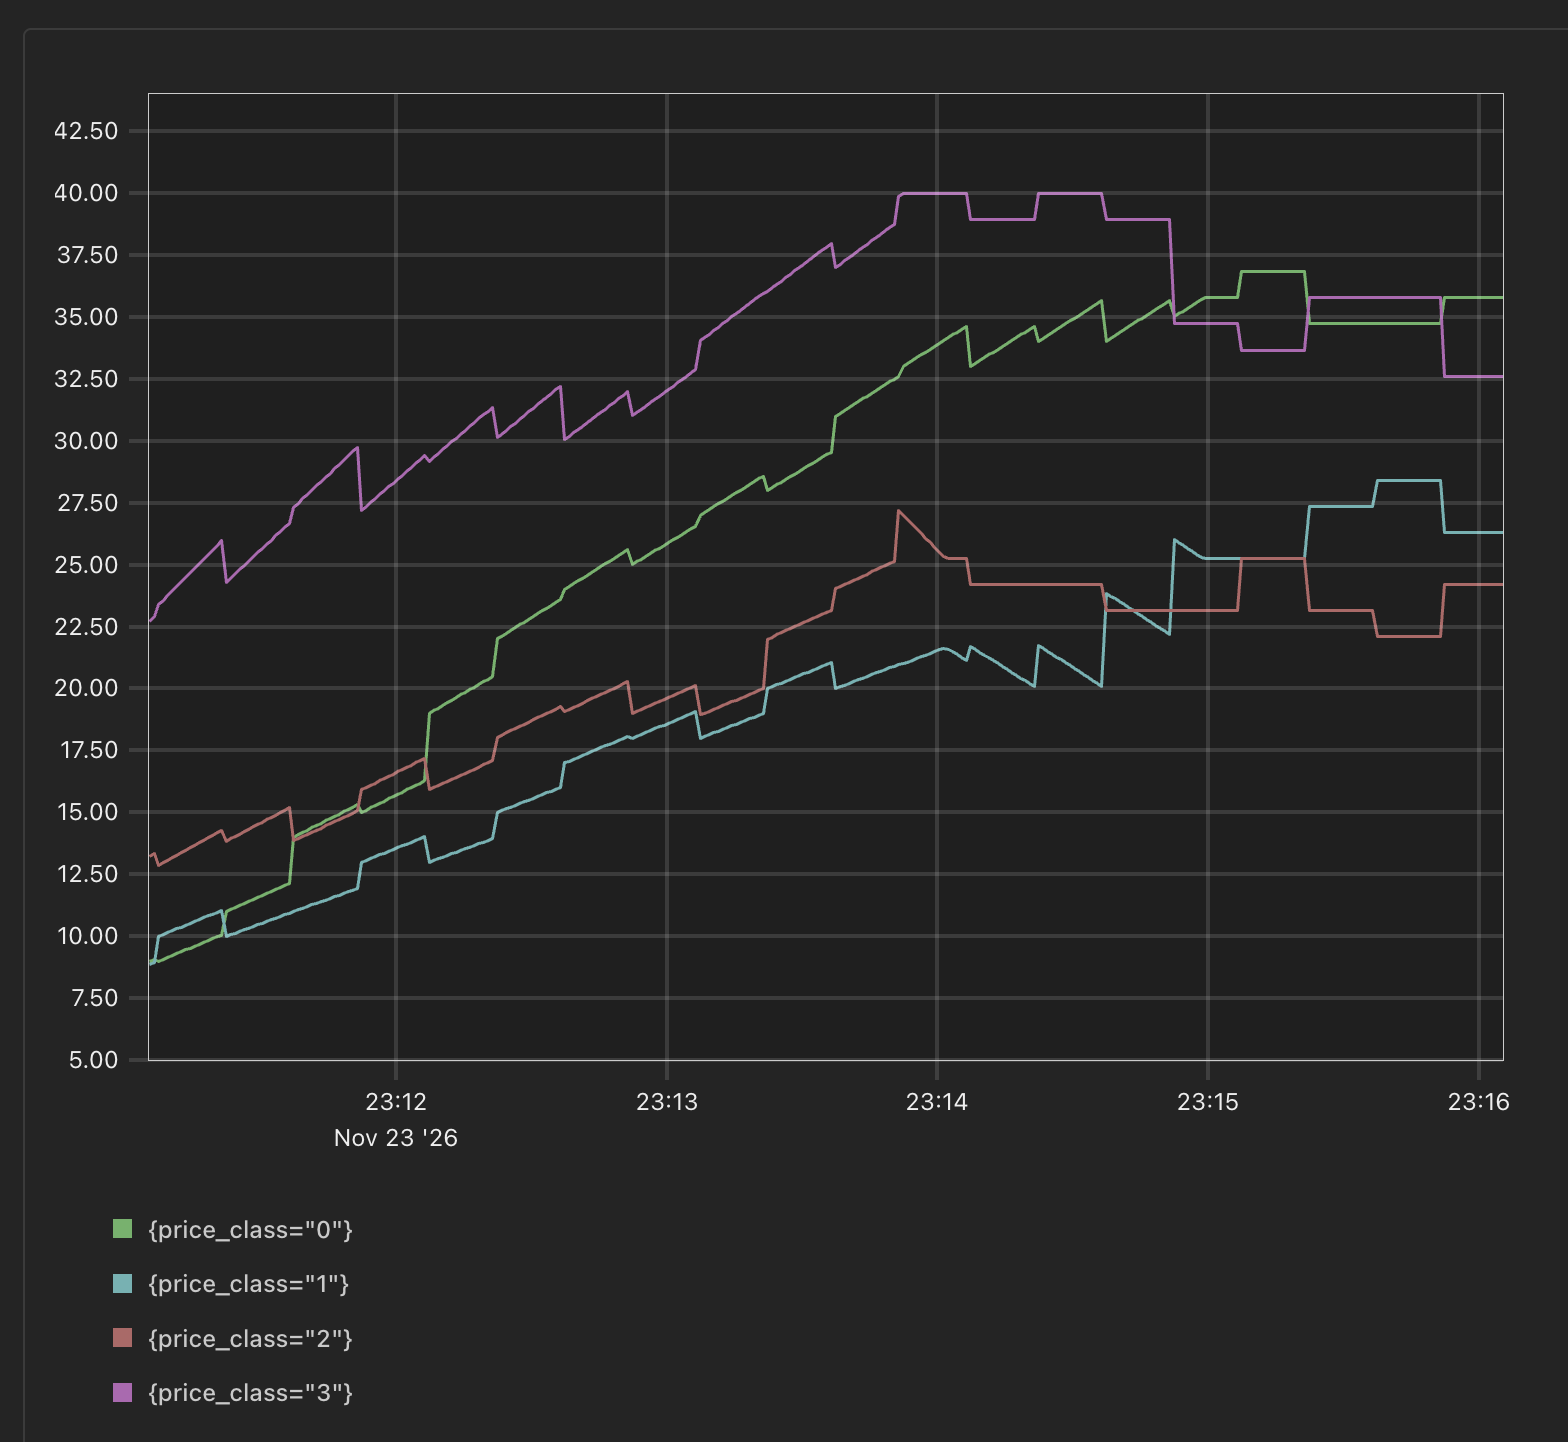 42.50
40.00
37.50
35.00
32.50
30.00
27.50
25.00
22.50
20.00
17.50
15.00
12.50
10.00
7.50
5.00
23:12 23:13 23:14 23:15 23:16
Nov 23 '26
{price_class="0"}
{price_class="1"}
{price_class="2"}
{price_class="3"}